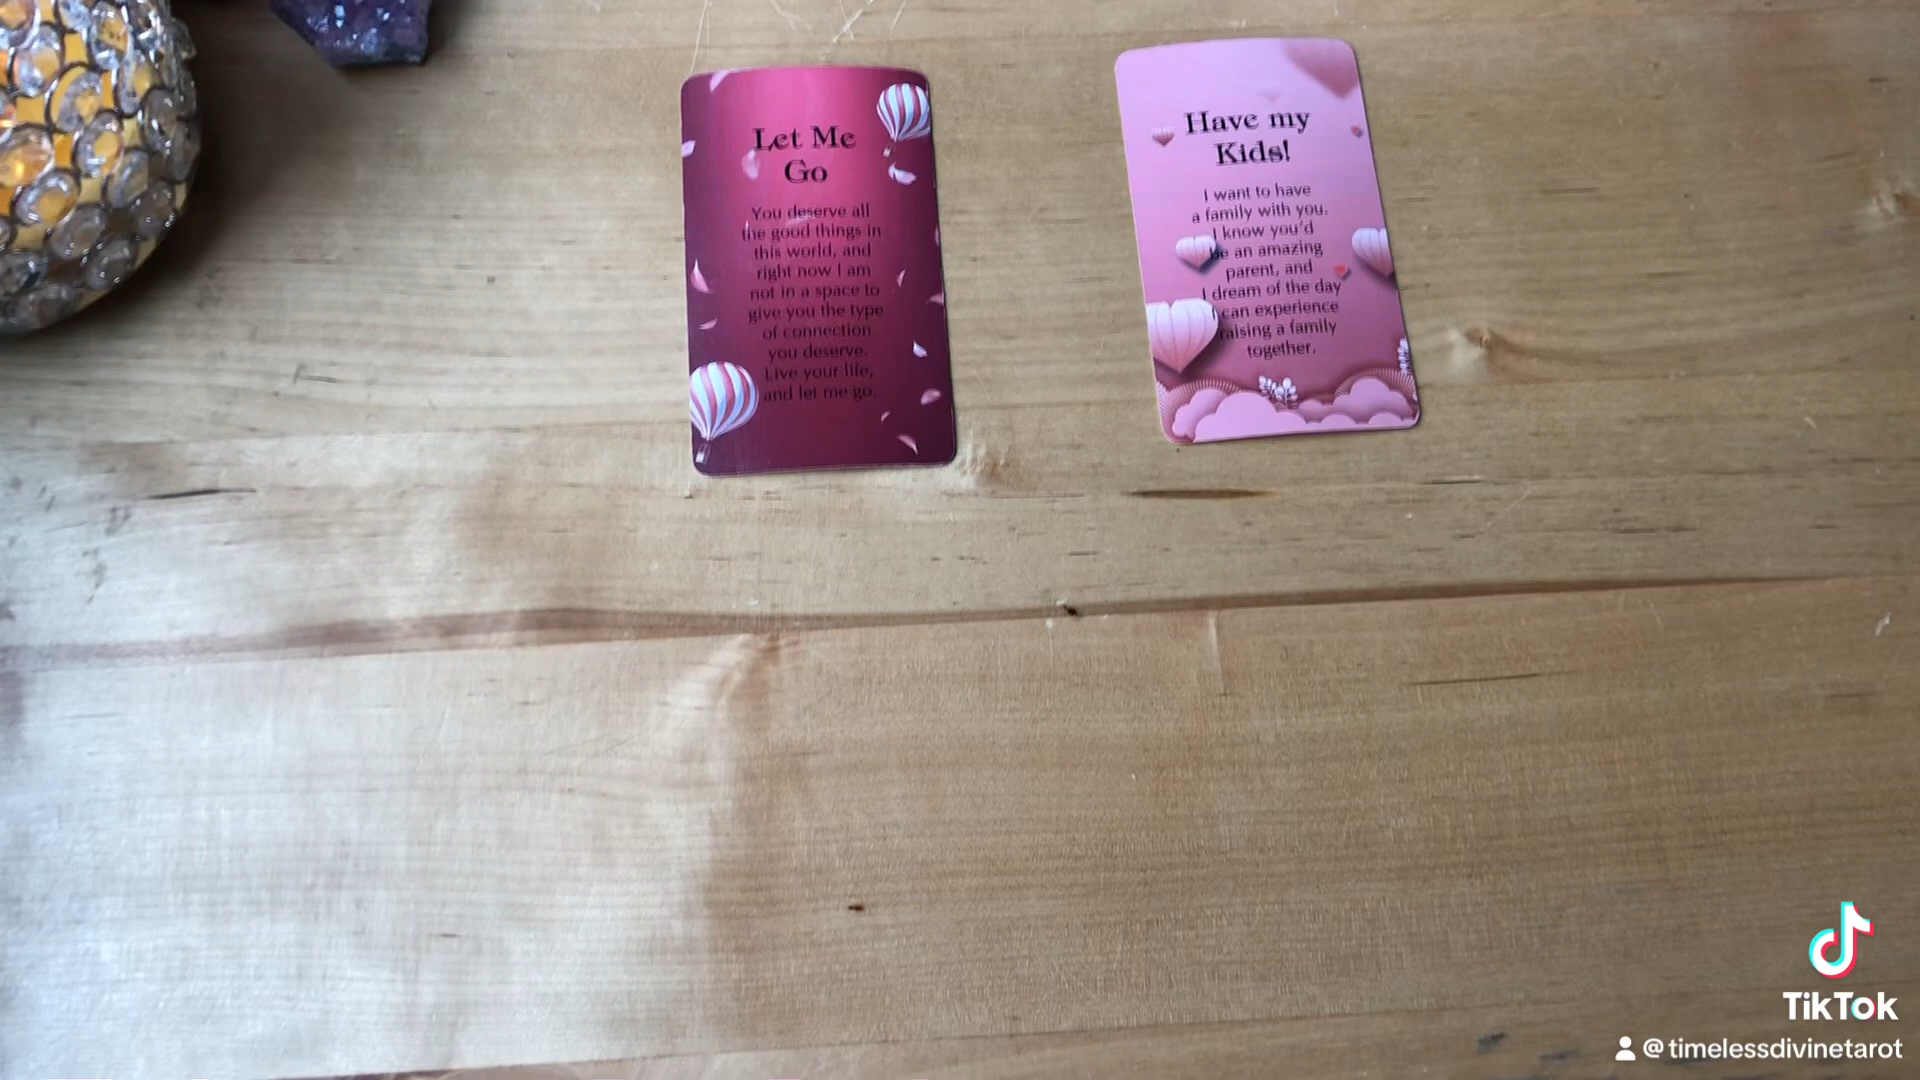 Let Me
Go
You deserve all
the good things in
this world, and
right now I am
not in a space to
give you the type
of connection
you deserve.
Live your life,
and let me go.
Have my
Kids!
I want to have
a family with you.
I know you'd
be an amazing
parent, and
I dream of the day
I can experience
raising a family
together.
TikTok
@timelessdivinetarot